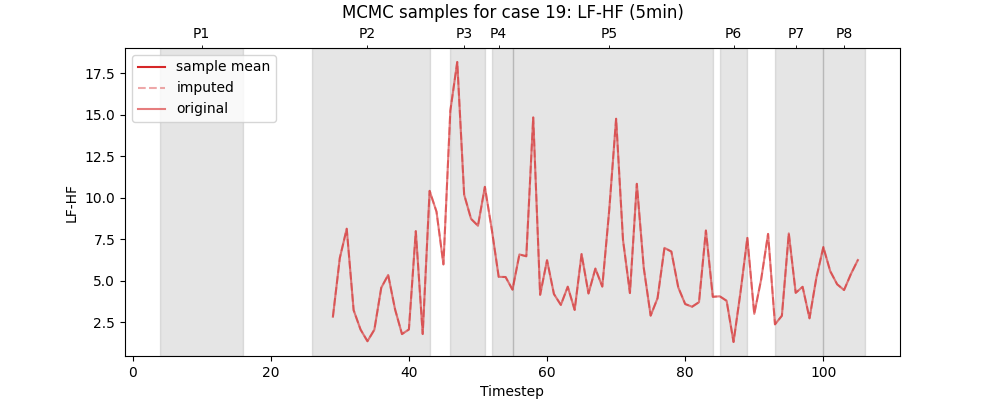 MCMC samples for case 19: LF-HF (5min)
P1 P2 P3 P4 P5 P6 P7 P8
sample mean
imputed
original
17.5
15.0
12.5
10.0
7.5
5.0
2.5
LF-HF
0 20 40 60 80 100
Timestep